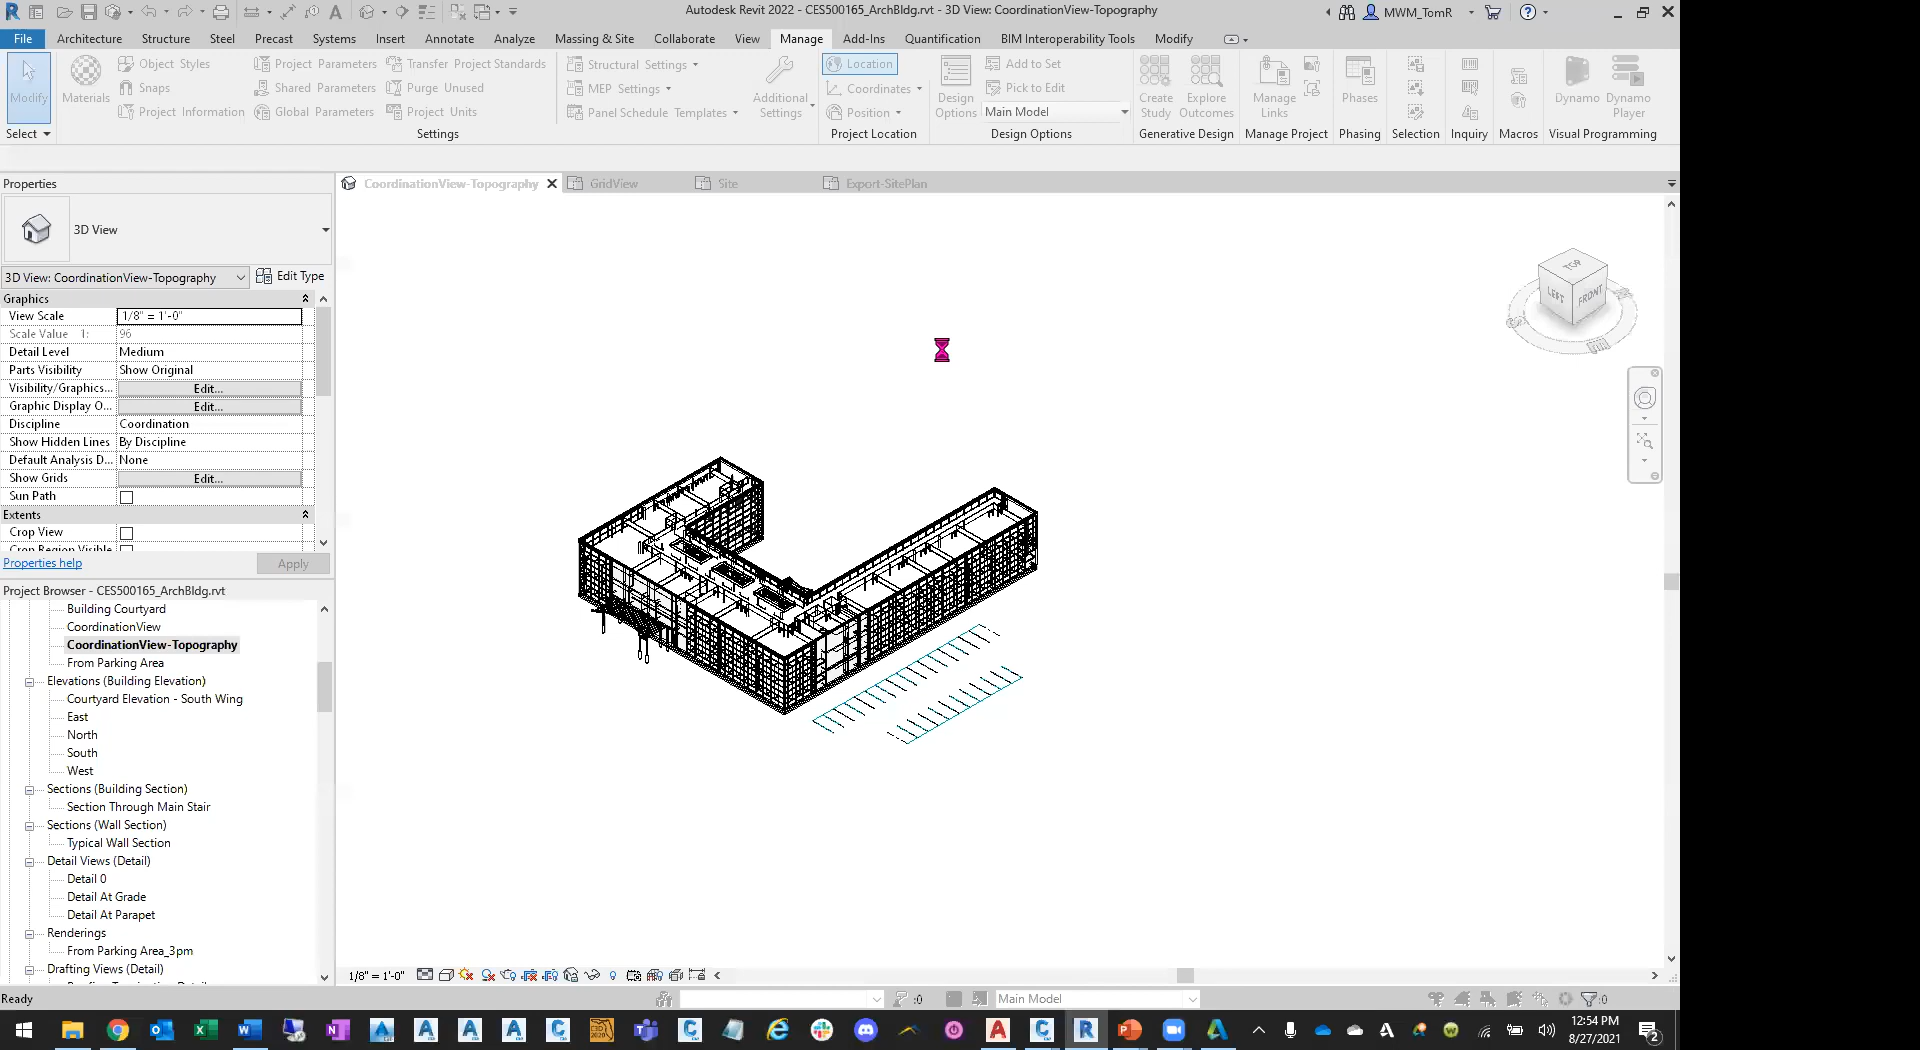 Autodesk Revit 2022 - CES500165_ArchBldg.rvt - 3D View: CoordinationView-Topography
MWM_TomR
File Architecture Structure Steel Precast Systems Insert Annotate Analyze Massing & Site Collaborate View Manage Add-Ins Quantification BIM Interoperability Tools Modify
Modify
Materials
Object Styles
Snaps
Project Information
Project Parameters
Shared Parameters
Global Parameters
Transfer Project Standards
Purge Unused
Project Units
Structural Settings
MEP Settings
Panel Schedule Templates
Additional Settings
Location
Coordinates
Position
Design Options
Add to Set
Pick to Edit
Main Model
Create Study
Explore Outcomes
Manage Links
Phases
Dynamo
Dynamo Player
Select
Settings
Project Location
Design Options
Generative Design
Manage Project
Phasing
Selection
Inquiry
Macros
Visual Programming
Properties
CoordinationView-Topography
GridView
Site
Export-SitePlan
3D View
3D View: CoordinationView-Topography
Edit Type
Graphics
View Scale 1/8" = 1'-0"
Scale Value 1: 96
Detail Level Medium
Parts Visibility Show Original
Visibility/Graphics... Edit...
Graphic Display O... Edit...
Discipline Coordination
Show Hidden Lines By Discipline
Default Analysis D... None
Show Grids Edit...
Sun Path
Extents
Crop View
Crop Region Visible
Properties help
Apply
TOP
LEFT
FRONT
Project Browser - CES500165_ArchBldg.rvt
Building Courtyard
CoordinationView
CoordinationView-Topography
From Parking Area
Elevations (Building Elevation)
Courtyard Elevation - South Wing
East
North
South
West
Sections (Building Section)
Section Through Main Stair
Sections (Wall Section)
Typical Wall Section
Detail Views (Detail)
Detail 0
Detail At Grade
Detail At Parapet
Renderings
From Parking Area_3pm
Drafting Views (Detail)
1/8" = 1'-0"
Ready
:0
Main Model
:0
12:54 PM
8/27/2021
2